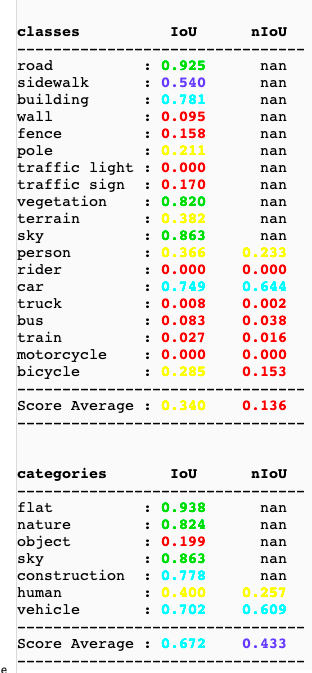 classes IoU nIoU
--------------------------------
road : 0.925 nan
sidewalk : 0.540 nan
building : 0.781 nan
wall : 0.095 nan
fence : 0.158 nan
pole : 0.211 nan
traffic light : 0.000 nan
traffic sign : 0.170 nan
vegetation : 0.820 nan
terrain : 0.382 nan
sky : 0.863 nan
person : 0.366 0.233
rider : 0.000 0.000
car : 0.749 0.644
truck : 0.008 0.002
bus : 0.083 0.038
train : 0.027 0.016
motorcycle : 0.000 0.000
bicycle : 0.285 0.153
--------------------------------
Score Average : 0.340 0.136
--------------------------------
categories IoU nIoU
--------------------------------
flat : 0.938 nan
nature : 0.824 nan
object : 0.199 nan
sky : 0.863 nan
construction : 0.778 nan
human : 0.400 0.257
vehicle : 0.702 0.609
--------------------------------
Score Average : 0.672 0.433
--------------------------------
e